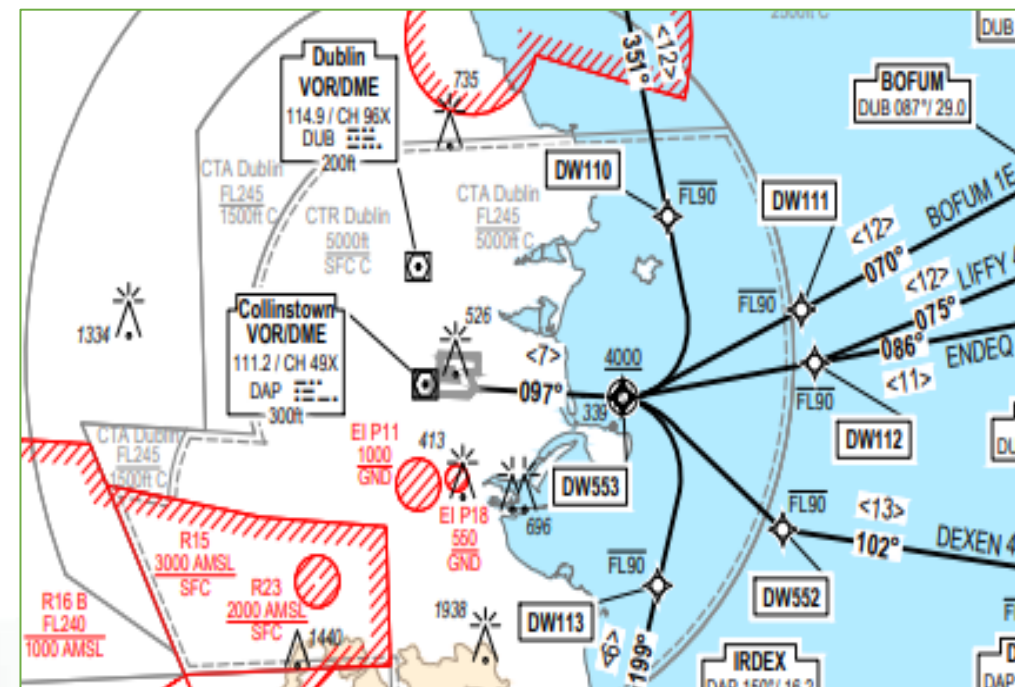 2500ft C
DUB
Dublin
VOR/DME
114.9 / CH 96X
DUB
200ft
735
351°
<12>
BOFUM
DUB 087°/ 29.0
DW110
FL90
DW111
CTA Dublin
FL245
1500ft C
CTR Dublin
5000ft
SFC C
CTA Dublin
FL245
5000ft C
BOFUM 1E
<12>
070°
<12>
LIFFY
075°
FL90
086°
ENDEQ
<11>
FL90
1334
Collinstown
VOR/DME
111.2 / CH 49X
DAP
300ft
526
<7>
097°
4000
339
DW112
CTA Dublin
FL245
1500ft C
EI P11
1000
GND
413
EI P18
550
GND
696
DW553
FL90
<13>
102°
DEXEN 4
DW552
R15
3000 AMSL
SFC
R23
2000 AMSL
SFC
R16 B
FL240
1000 AMSL
1440
1938
FL90
DW113
199°
IRDEX
DAP 150°/ 16.2
DAP